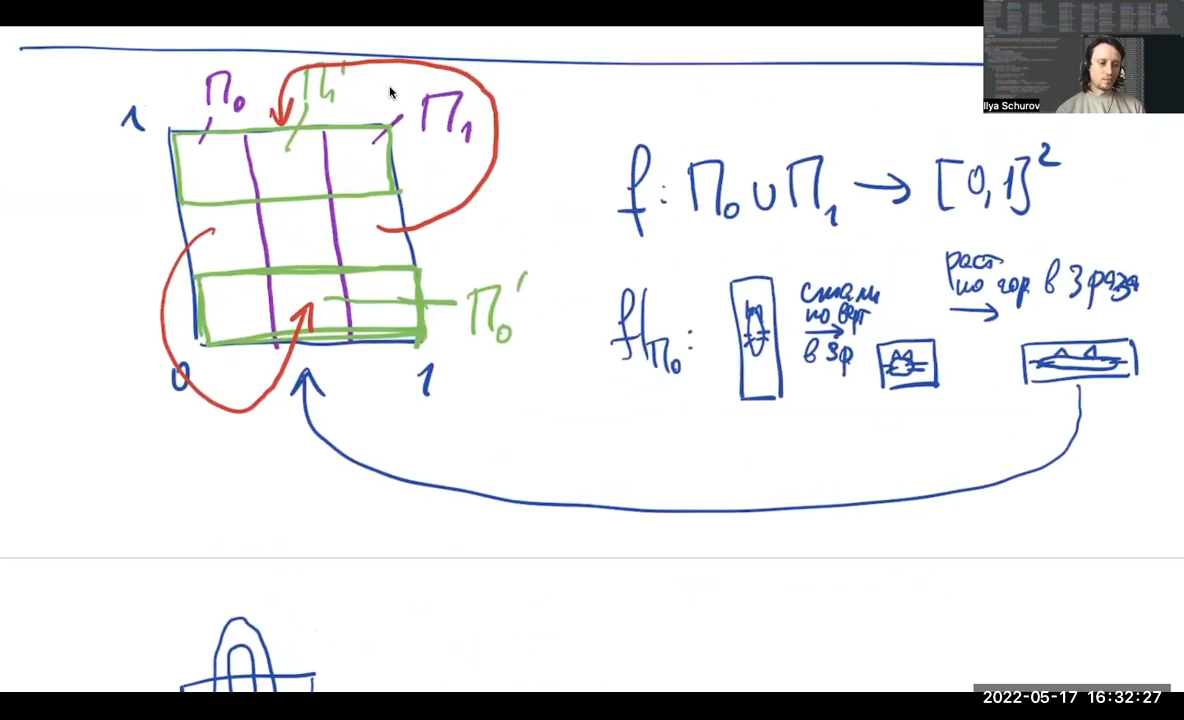 Π₀ Π₁' Π₁
1
0 1
Π₀'
f: Π₀ ∪ Π₁ → [0,1]²
f|Π₀:
сжали
по верт
→
в 3р
раст
по гор в 3 раза
→
Ilya Schurov
2022-05-17 16:32:27